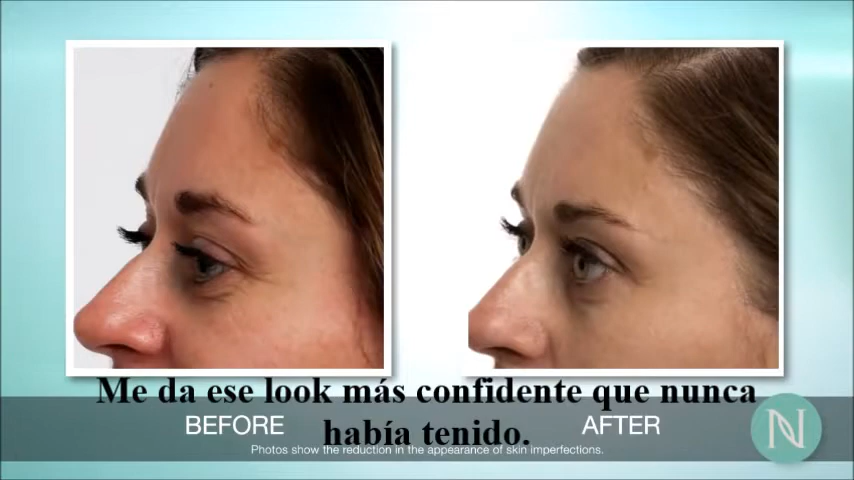 Me da ese look más confidente que nunca
había tenido.
BEFORE
AFTER
Photos show the reduction in the appearance of skin imperfections.
N